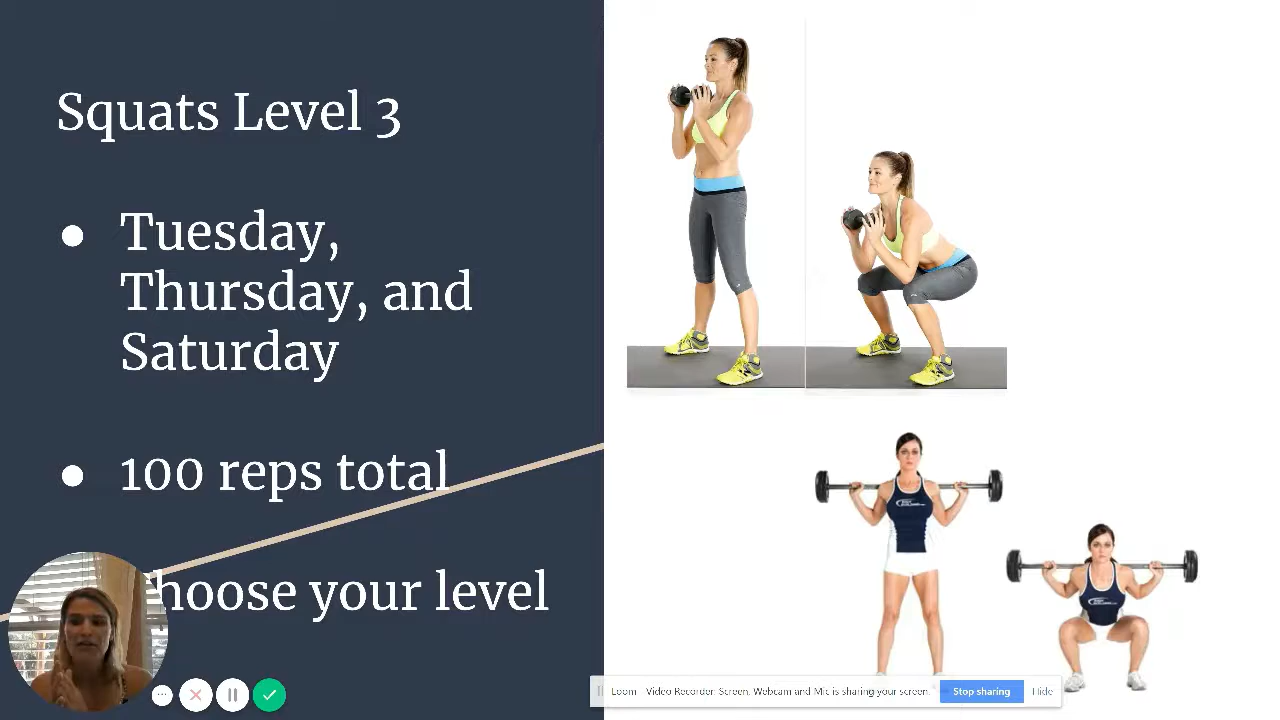 Squats Level 3
● Tuesday,
Thursday, and
Saturday
● 100 reps total
hoose your level
Loom - Video Recorder: Screen, Webcam and Mic is sharing your screen.
Stop sharing
Hide